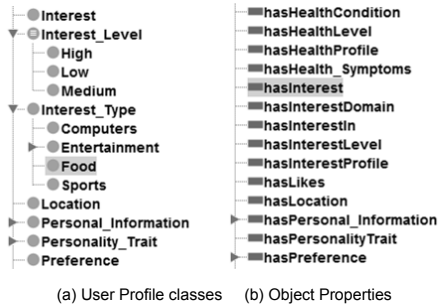 Interest
Interest_Level
High
Low
Medium
Interest_Type
Computers
Entertainment
Food
Sports
Location
Personal_Information
Personality_Trait
Preference
(a) User Profile classes
hasHealthCondition
hasHealthLevel
hasHealthProfile
hasHealth_Symptoms
hasInterest
hasInterestDomain
hasInterestIn
hasInterestLevel
hasInterestProfile
hasLikes
hasLocation
hasPersonal_Information
hasPersonalityTrait
hasPreference
(b) Object Properties